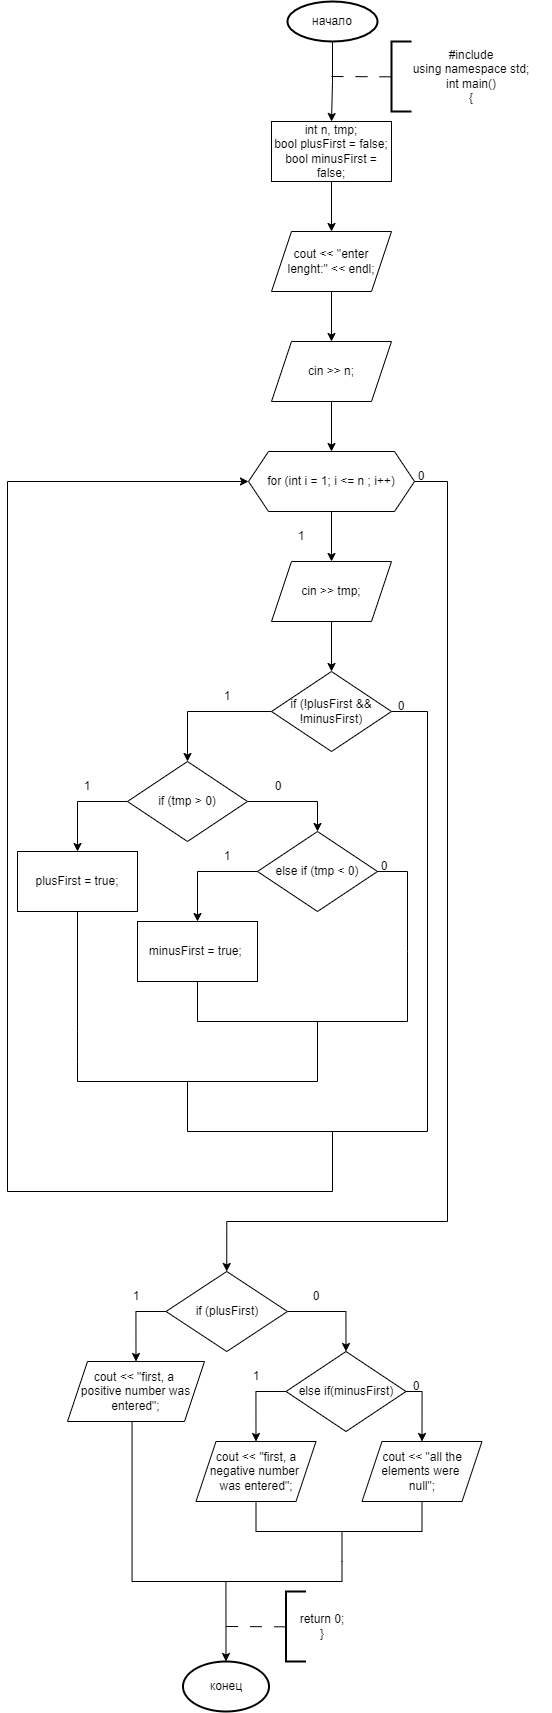 начало
#include
using namespace std;
int main()
{
int n, tmp;
bool plusFirst = false;
bool minusFirst =
false;
cout << "enter
lenght:" << endl;
cin >> n;
for (int i = 1; i <= n ; i++)
0
1
cin >> tmp;
if (!plusFirst &&
!minusFirst)
1
0
if (tmp > 0)
1
0
plusFirst = true;
else if (tmp < 0)
1
0
minusFirst = true;
if (plusFirst)
1
0
cout << "first, a
positive number was
entered";
else if(minusFirst)
1
0
cout << "first, a
negative number
was entered";
cout << "all the
elements were
null";
return 0;
}
конец